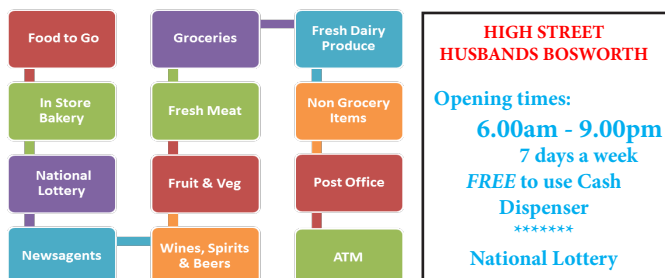 Food to Go
In Store
Bakery
National
Lottery
Newsagents
Groceries
Fresh Meat
Fruit & Veg
Wines, Spirits
& Beers
Fresh Dairy
Produce
Non Grocery
Items
Post Office
ATM
HIGH STREET
HUSBANDS BOSWORTH
Opening times:
6.00am - 9.00pm
7 days a week
FREE to use Cash
Dispenser
*******
National Lottery